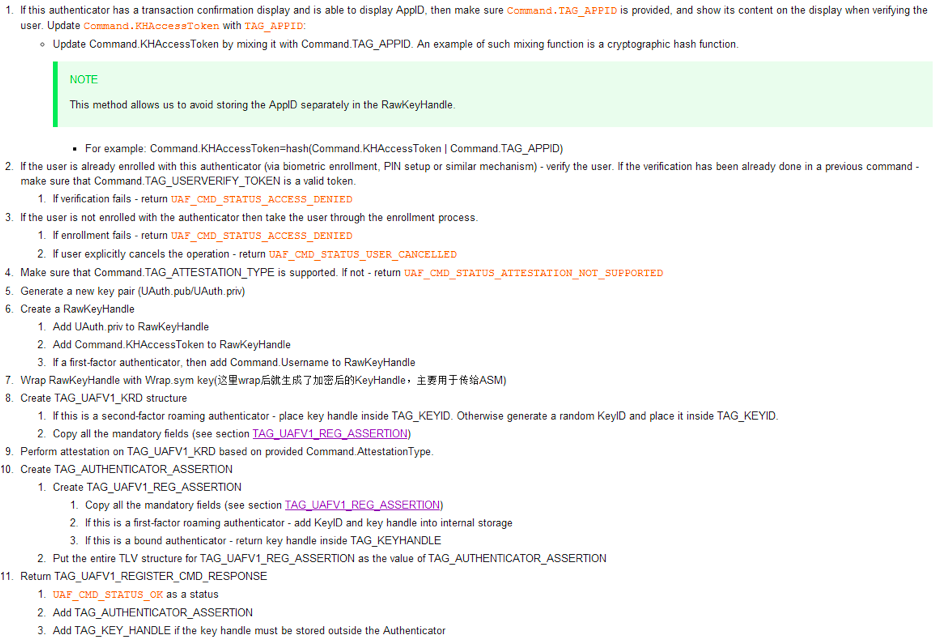 1. If this authenticator has a transaction confirmation display and is able to display AppID, then make sure Command.TAG_APPID is provided, and show its content on the display when verifying the
user. Update Command.KHAccessToken with TAG_APPID:
○ Update Command.KHAccessToken by mixing it with Command.TAG_APPID. An example of such mixing function is a cryptographic hash function.
NOTE
This method allows us to avoid storing the AppID separately in the RawKeyHandle.
■ For example: Command.KHAccessToken=hash(Command.KHAccessToken | Command.TAG_APPID)
2. If the user is already enrolled with this authenticator (via biometric enrollment, PIN setup or similar mechanism) - verify the user. If the verification has been already done in a previous command -
make sure that Command.TAG_USERVERIFY_TOKEN is a valid token.
1. If verification fails - return UAF_CMD_STATUS_ACCESS_DENIED
3. If the user is not enrolled with the authenticator then take the user through the enrollment process.
1. If enrollment fails - return UAF_CMD_STATUS_ACCESS_DENIED
2. If user explicitly cancels the operation - return UAF_CMD_STATUS_USER_CANCELLED
4. Make sure that Command.TAG_ATTESTATION_TYPE is supported. If not - return UAF_CMD_STATUS_ATTESTATION_NOT_SUPPORTED
5. Generate a new key pair (UAuth.pub/UAuth.priv)
6. Create a RawKeyHandle
1. Add UAuth.priv to RawKeyHandle
2. Add Command.KHAccessToken to RawKeyHandle
3. If a first-factor authenticator, then add Command.Username to RawKeyHandle
7. Wrap RawKeyHandle with Wrap.sym key(这里wrap后就生成了加密后的KeyHandle，主要用于传给ASM)
8. Create TAG_UAFV1_KRD structure
1. If this is a second-factor roaming authenticator - place key handle inside TAG_KEYID. Otherwise generate a random KeyID and place it inside TAG_KEYID.
2. Copy all the mandatory fields (see section TAG_UAFV1_REG_ASSERTION)
9. Perform attestation on TAG_UAFV1_KRD based on provided Command.AttestationType.
10. Create TAG_AUTHENTICATOR_ASSERTION
1. Create TAG_UAFV1_REG_ASSERTION
1. Copy all the mandatory fields (see section TAG_UAFV1_REG_ASSERTION)
2. If this is a first-factor roaming authenticator - add KeyID and key handle into internal storage
3. If this is a bound authenticator - return key handle inside TAG_KEYHANDLE
2. Put the entire TLV structure for TAG_UAFV1_REG_ASSERTION as the value of TAG_AUTHENTICATOR_ASSERTION
11. Return TAG_UAFV1_REGISTER_CMD_RESPONSE
1. UAF_CMD_STATUS_OK as a status
2. Add TAG_AUTHENTICATOR_ASSERTION
3. Add TAG_KEY_HANDLE if the key handle must be stored outside the Authenticator